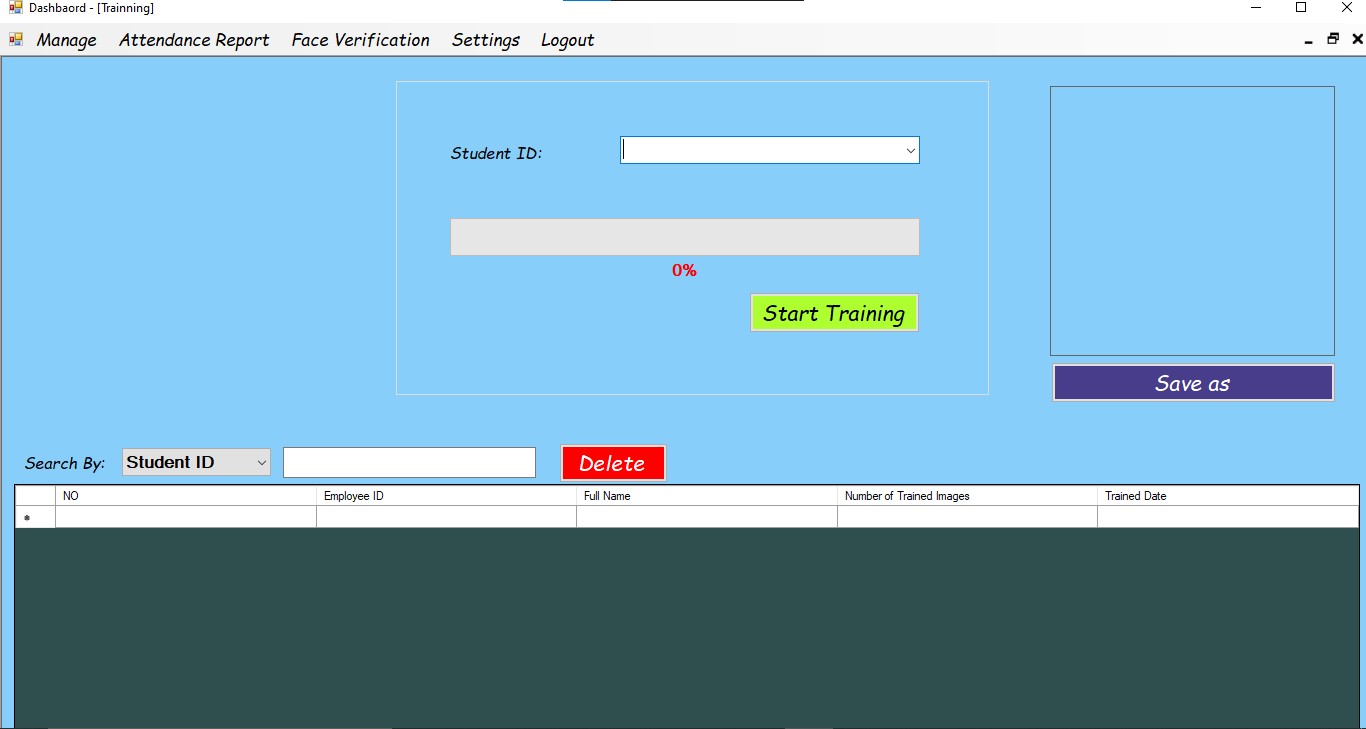 Dashbaord - [Trainning]
Manage Attendance Report Face Verification Settings Logout
Student ID:
0%
Start Training
Save as
Search By: Student ID Delete
NO Employee ID Full Name Number of Trained Images Trained Date